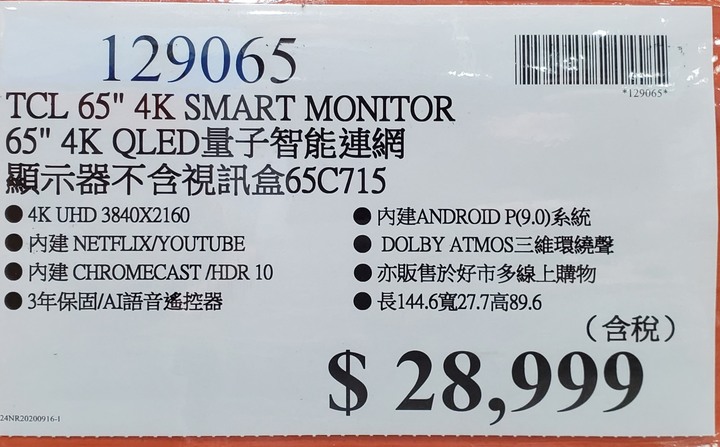 129065
*129065*
TCL 65" 4K SMART MONITOR
65" 4K QLED量子智能連網
顯示器不含視訊盒65C715
● 4K UHD 3840X2160
● 內建 NETFLIX/YOUTUBE
● 內建 CHROMECAST /HDR 10
● 3年保固/AI語音遙控器
● 內建ANDROID P(9.0)系統
● DOLBY ATMOS三維環繞聲
● 亦販售於好市多線上購物
● 長144.6寬27.7高89.6
（含稅）
$ 28,999
24NR20200916-1